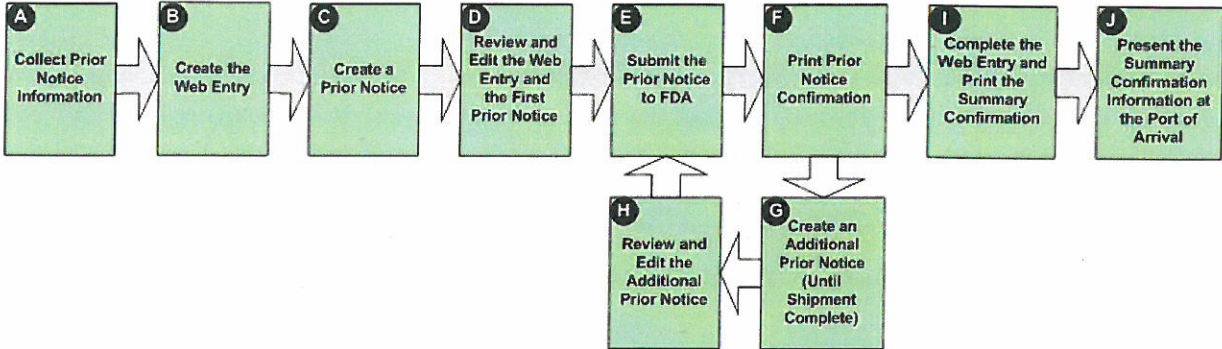 A
Collect Prior
Notice
Information
B
Create the
Web Entry
C
Create a
Prior Notice
D
Review and
Edit the Web
Entry and
the First
Prior Notice
E
Submit the
Prior Notice
to FDA
F
Print Prior
Notice
Confirmation
I
Complete the
Web Entry and
Print the
Summary
Confirmation
J
Present the
Summary
Confirmation
Information at
the Port of
Arrival
H
Review and
Edit the
Additional
Prior Notice
G
Create an
Additional
Prior Notice
(Until
Shipment
Complete)